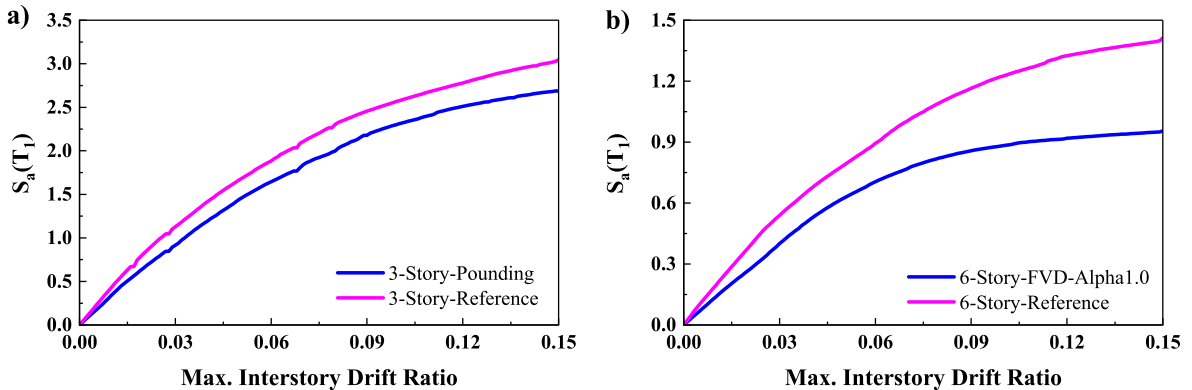 a)
3.5
3.0
2.5
2.0
1.5
1.0
0.5
0.0
Sa(T1)
3-Story-Pounding
3-Story-Reference
0.00 0.03 0.06 0.09 0.12 0.15
Max. Interstory Drift Ratio
b)
1.5
1.2
0.9
0.6
0.3
0.0
Sa(T1)
6-Story-FVD-Alpha1.0
6-Story-Reference
0.00 0.03 0.06 0.09 0.12 0.15
Max. Interstory Drift Ratio